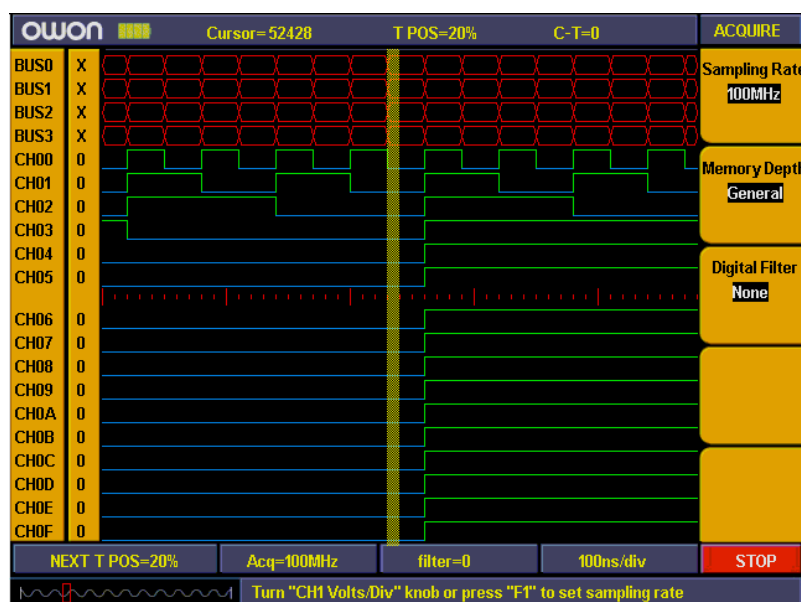 OWON Cursor=52428 T POS=20% C-T=0 ACQUIRE
BUS0 X
BUS1 X
BUS2 X
BUS3 X
CH00 0
CH01 0
CH02 0
CH03 0
CH04 0
CH05 0
CH06 0
CH07 0
CH08 0
CH09 0
CH0A 0
CH0B 0
CH0C 0
CH0D 0
CH0E 0
CH0F 0
Sampling Rate
100MHz
Memory Depth
General
Digital Filter
None
NEXT T POS=20% Acq=100MHz filter=0 100ns/div STOP
Turn "CH1 Volts/Div" knob or press "F1" to set sampling rate